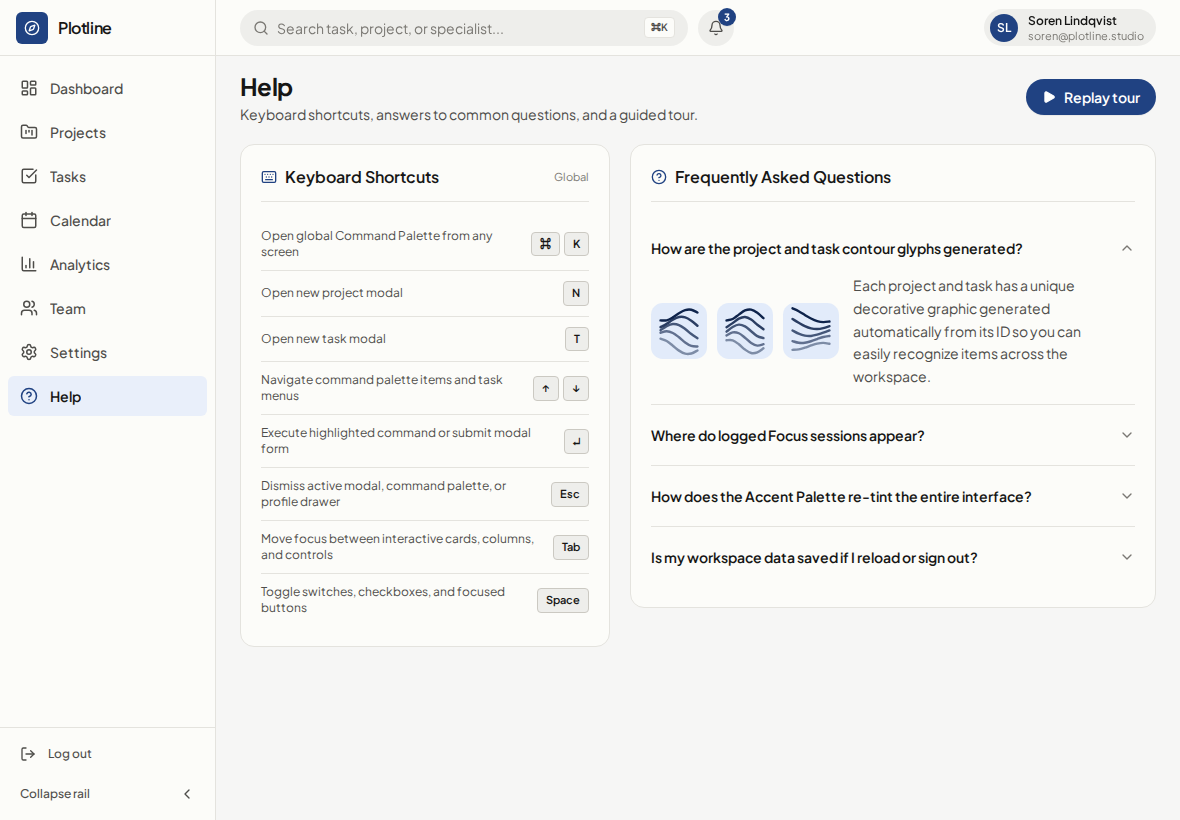 Plotline
Search task, project, or specialist...
⌘K
3
SL
Soren Lindqvist
soren@plotline.studio
Dashboard
Projects
Tasks
Calendar
Analytics
Team
Settings
Help
Log out
Collapse rail
Help
Keyboard shortcuts, answers to common questions, and a guided tour.
Replay tour
Keyboard Shortcuts
Global
Open global Command Palette from any
screen
⌘ K
Open new project modal
N
Open new task modal
T
Navigate command palette items and task
menus
↑ ↓
Execute highlighted command or submit modal
form
↵
Dismiss active modal, command palette, or
profile drawer
Esc
Move focus between interactive cards, columns,
and controls
Tab
Toggle switches, checkboxes, and focused
buttons
Space
Frequently Asked Questions
How are the project and task contour glyphs generated?
Each project and task has a unique
decorative graphic generated
automatically from its ID so you can
easily recognize items across the
workspace.
Where do logged Focus sessions appear?
How does the Accent Palette re-tint the entire interface?
Is my workspace data saved if I reload or sign out?